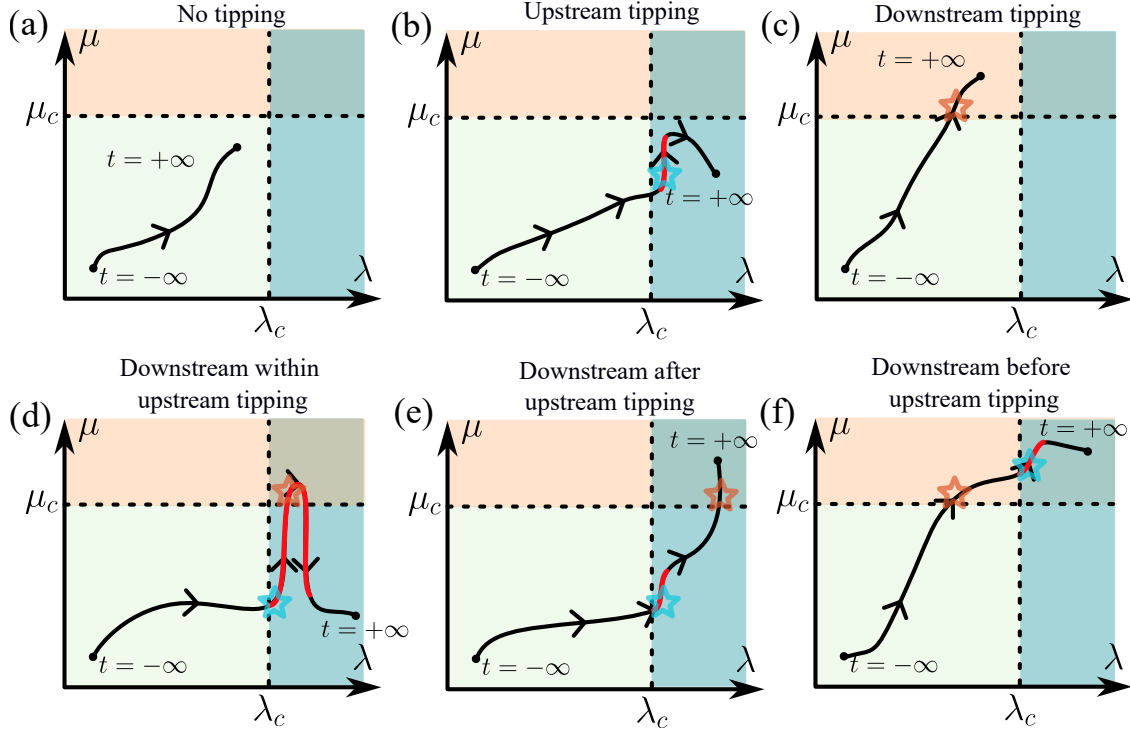 (a)
No tipping
μ
μ_c
t = +∞
t = −∞
λ
λ_c
(b)
Upstream tipping
μ
μ_c
t = +∞
t = −∞
λ
λ_c
(c)
Downstream tipping
μ
μ_c
t = +∞
t = −∞
λ
λ_c
(d)
Downstream within
upstream tipping
μ
μ_c
t = −∞
t = +∞
λ
λ_c
(e)
Downstream after
upstream tipping
μ
t = +∞
μ_c
t = −∞
λ
λ_c
(f)
Downstream before
upstream tipping
μ
t = +∞
μ_c
t = −∞
λ
λ_c